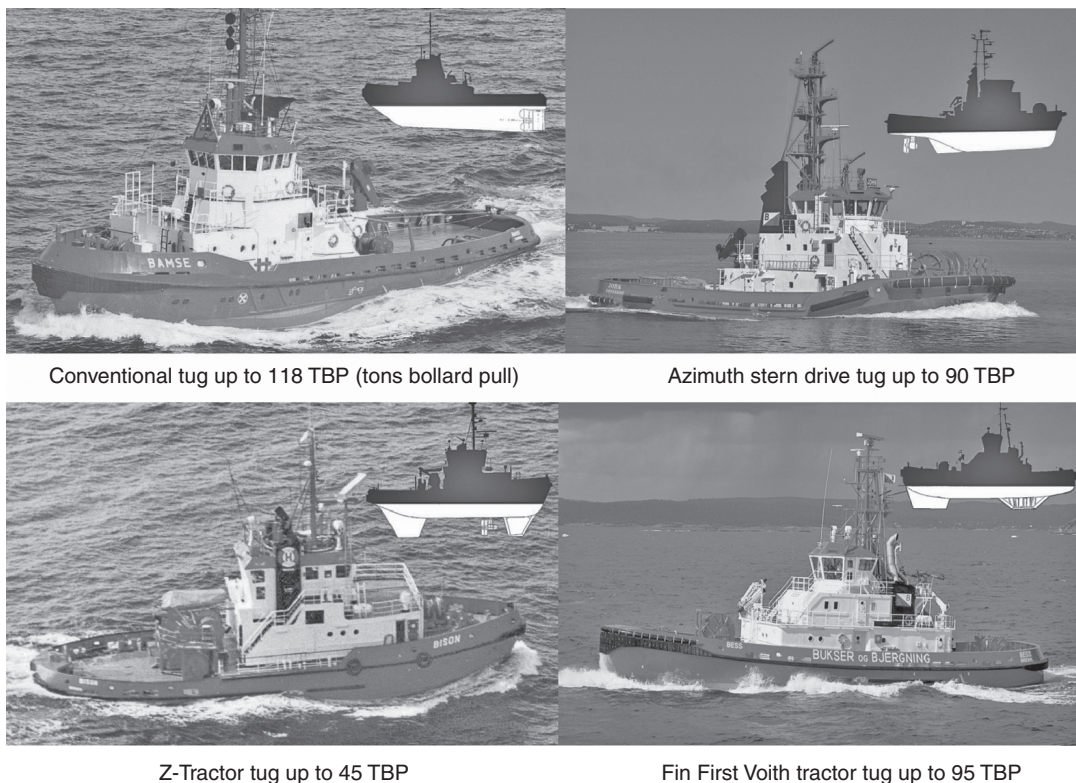 BAMSE
B
Conventional tug up to 118 TBP (tons bollard pull)
Azimuth stern drive tug up to 90 TBP
H
BISON
BESS
BUKSER OG BJERGNING
BESS
Z-Tractor tug up to 45 TBP
Fin First Voith tractor tug up to 95 TBP